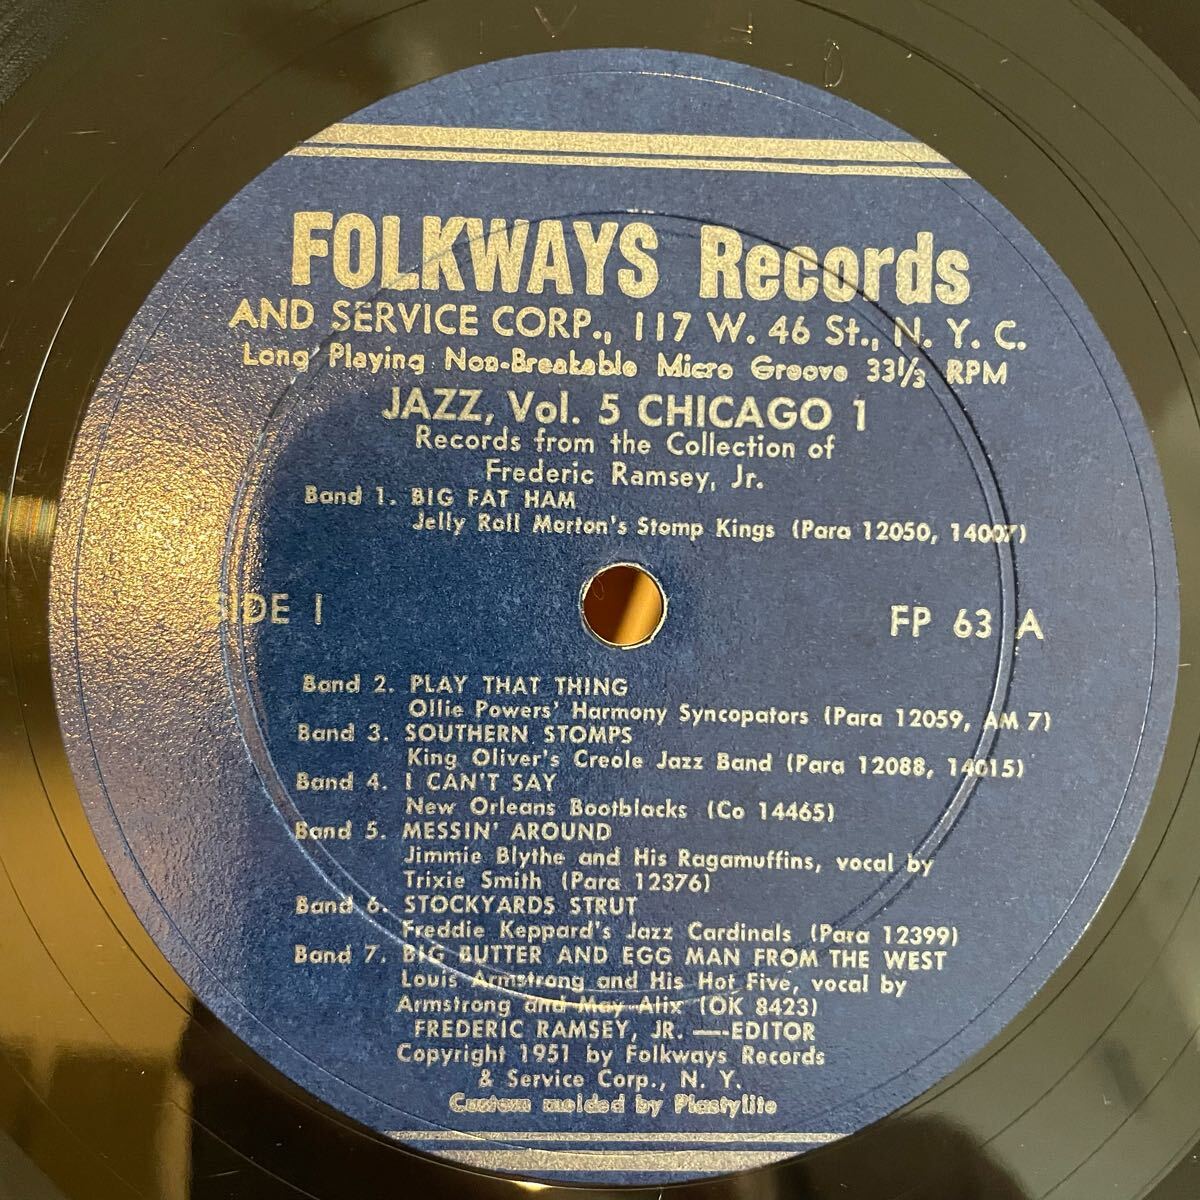 FOLKWAYS Records
AND SERVICE CORP., 117 W. 46 St., N. Y. C.
Long Playing Non-Breakable Micro Groove 33⅓ RPM
JAZZ, Vol. 5 CHICAGO 1
Records from the Collection of
Frederic Ramsey, Jr.
Band 1. BIG FAT HAM
Jelly Roll Morton's Stomp Kings (Para 12050, 14007)
SIDE I
FP 63 A
Band 2. PLAY THAT THING
Ollie Powers' Harmony Syncopators (Para 12059, AM 7)
Band 3. SOUTHERN STOMPS
King Oliver's Creole Jazz Band (Para 12088, 14015)
Band 4. I CAN'T SAY
New Orleans Bootblacks (Co 14465)
Band 5. MESSIN' AROUND
Jimmie Blythe and His Ragamuffins, vocal by
Trixie Smith (Para 12376)
Band 6. STOCKYARDS STRUT
Freddie Keppard's Jazz Cardinals (Para 12399)
Band 7. BIG BUTTER AND EGG MAN FROM THE WEST
Louis Armstrong and His Hot Five, vocal by
Armstrong and May Alix (OK 8423)
FREDERIC RAMSEY, JR. —-EDITOR
Copyright 1951 by Folkways Records
& Service Corp., N. Y.
Custom molded by Plastylite